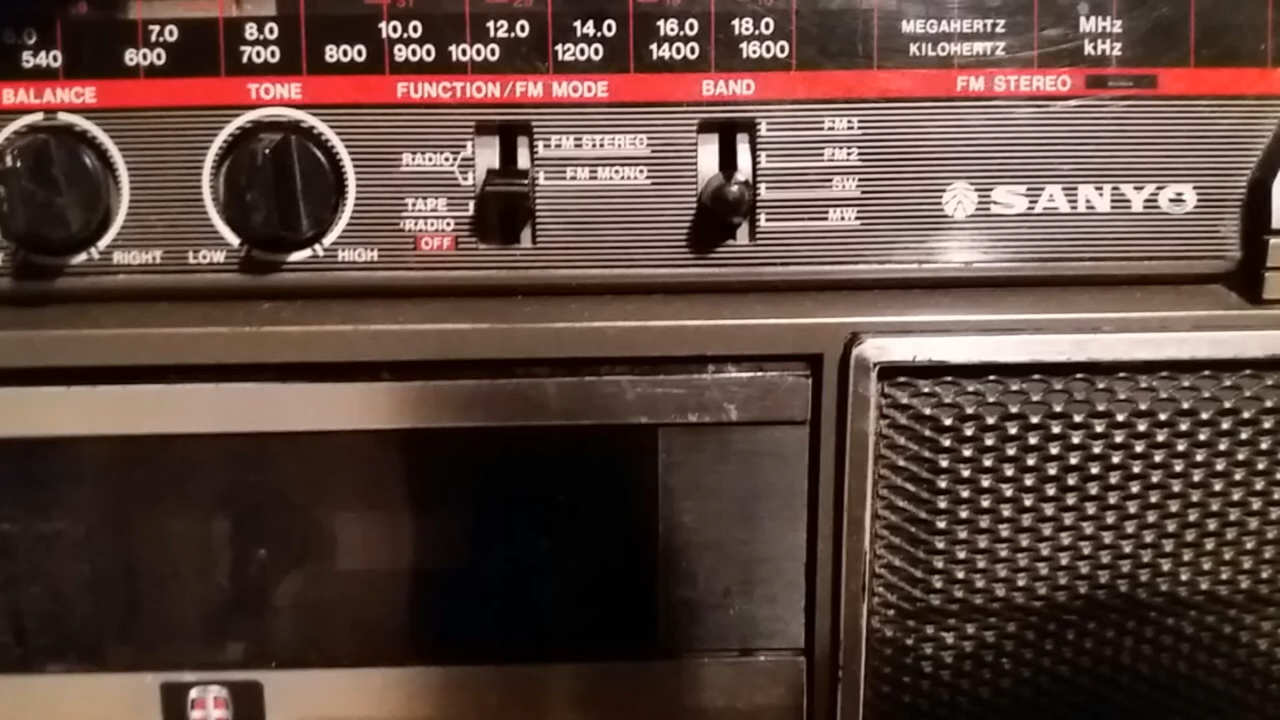 6.0 7.0 8.0 10.0 12.0 14.0 16.0 18.0 MEGAHERTZ MHz
540 600 700 800 900 1000 1200 1400 1600 KILOHERTZ kHz
BALANCE TONE FUNCTION/FM MODE BAND FM STEREO
FM1
RADIO FM STEREO FM2
FM MONO SW
TAPE SANYO
RADIO MW
OFF
RIGHT LOW HIGH